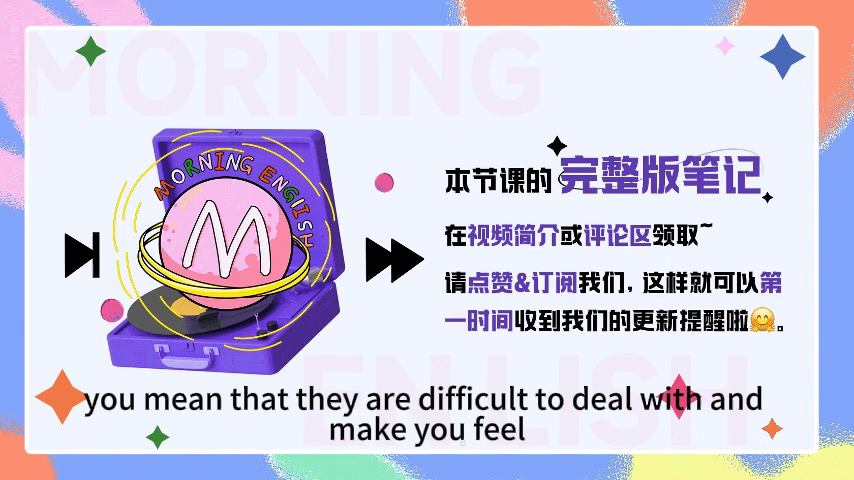 MORNING
MORNING ENGLISH
M
本节课的 完整版笔记
在视频简介或评论区领取~
请点赞&订阅我们，这样就可以第
一时间收到我们的更新提醒啦🤗。
ENGLISH
you mean that they are difficult to deal with and
make you feel